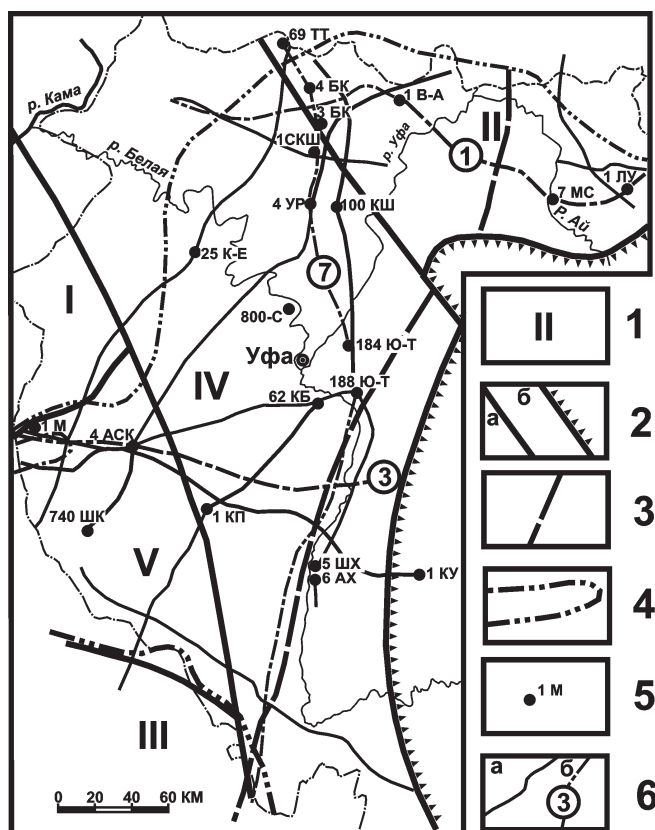 69 ТТ
р. Кама
4 БК
1 В-А
3 БК
II
р. Белая
1СКШ
р. Уфа
1
1 ЛУ
7 МС
4 УР
100 КШ
Р. Ай
25 К-Е
7
I
II
1
800-С
184 Ю-Т
Уфа
IV
188 Ю-Т
а
б
2
62 КБ
1 М
4 АСК
3
3
740 ШК
1 КП
V
5 ШХ
6 АХ
1 КУ
4
1 М
5
III
а
б
3
6
0 20 40 60 КМ